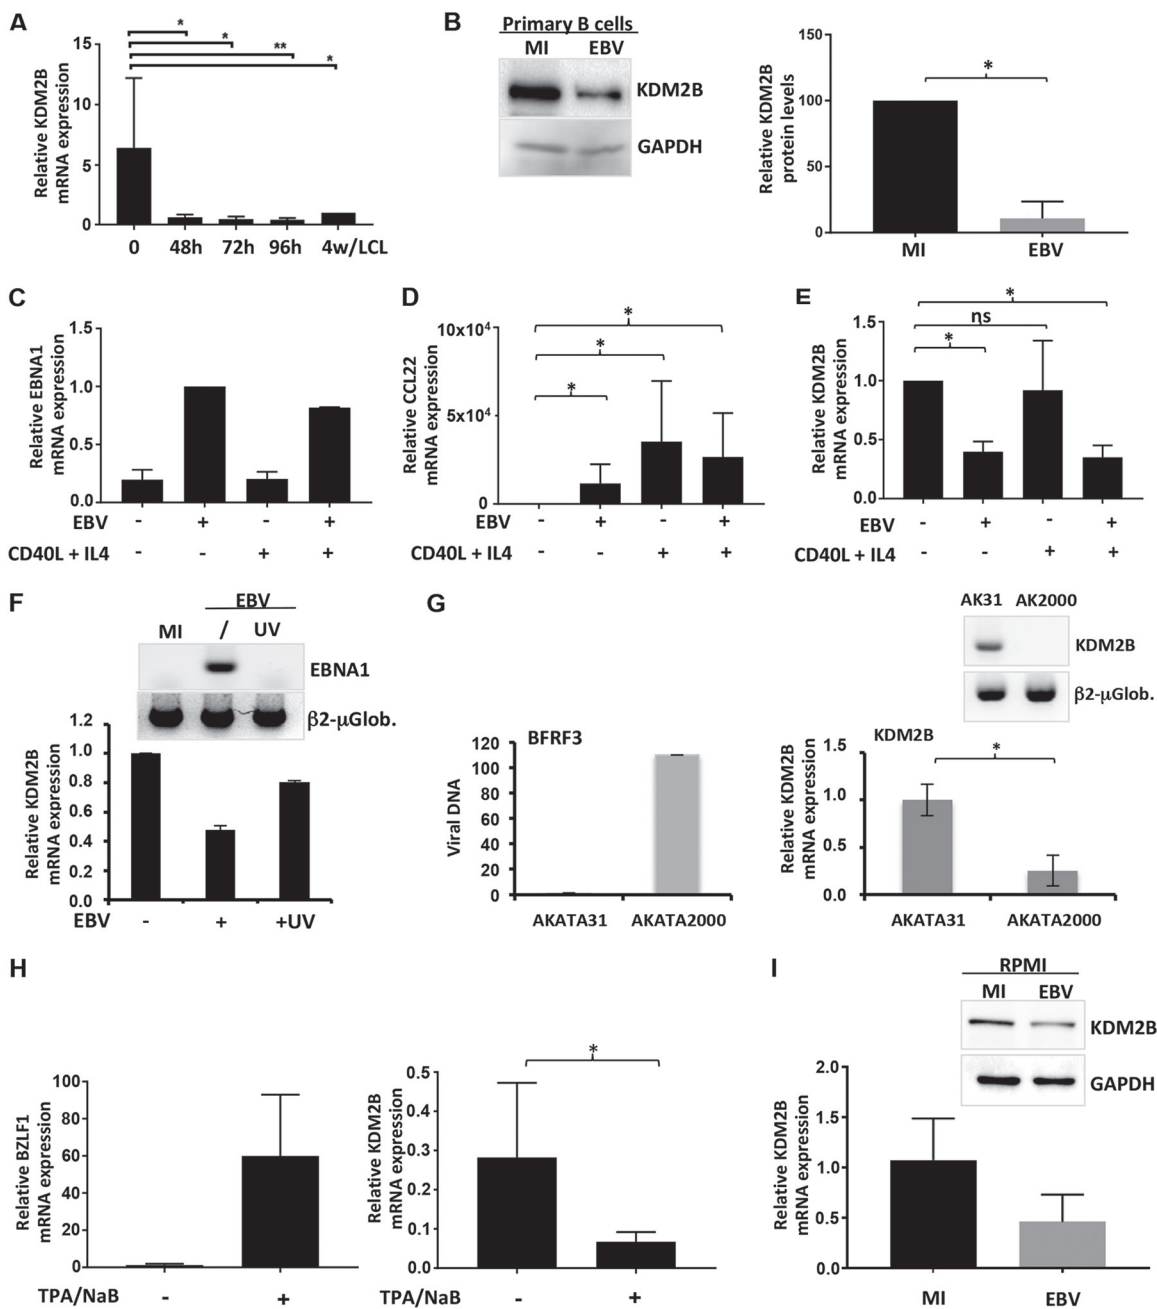 A
Relative KDM2B
mRNA expression
15
10
5
0
*
*
**
*
0 48h 72h 96h 4w/LCL
B
Primary B cells
MI EBV
KDM2B
GAPDH
Relative KDM2B
protein levels
150
100
50
0
*
MI EBV
C
Relative EBNA1
mRNA expression
1.5
1.0
0.5
0.0
EBV - + - +
CD40L + IL4 - - + +
D
Relative CCL22
mRNA expression
10x10⁴
5x10⁴
0
*
*
*
EBV - + - +
CD40L + IL4 - - + +
E
Relative KDM2B
mRNA expression
1.5
1.0
0.5
0.0
*
ns
*
EBV - + - +
CD40L + IL4 - - + +
F
EBV
MI / UV
EBNA1
β2-μGlob.
Relative KDM2B
mRNA expression
1.2
1.0
0.8
0.6
0.4
0.2
0.0
EBV - + +UV
G
BFRF3
Viral DNA
120
100
80
60
40
20
0
AKATA31 AKATA2000
AK31 AK2000
KDM2B
β2-μGlob.
KDM2B
*
Relative KDM2B
mRNA expression
1.5
1.0
0.5
0.0
AKATA31 AKATA2000
H
Relative BZLF1
mRNA expression
100
80
60
40
20
0
TPA/NaB - +
Relative KDM2B
mRNA expression
0.5
0.4
0.3
0.2
0.1
0.0
*
TPA/NaB - +
I
RPMI
MI EBV
KDM2B
GAPDH
Relative KDM2B
mRNA expression
2.0
1.5
1.0
0.5
0.0
MI EBV